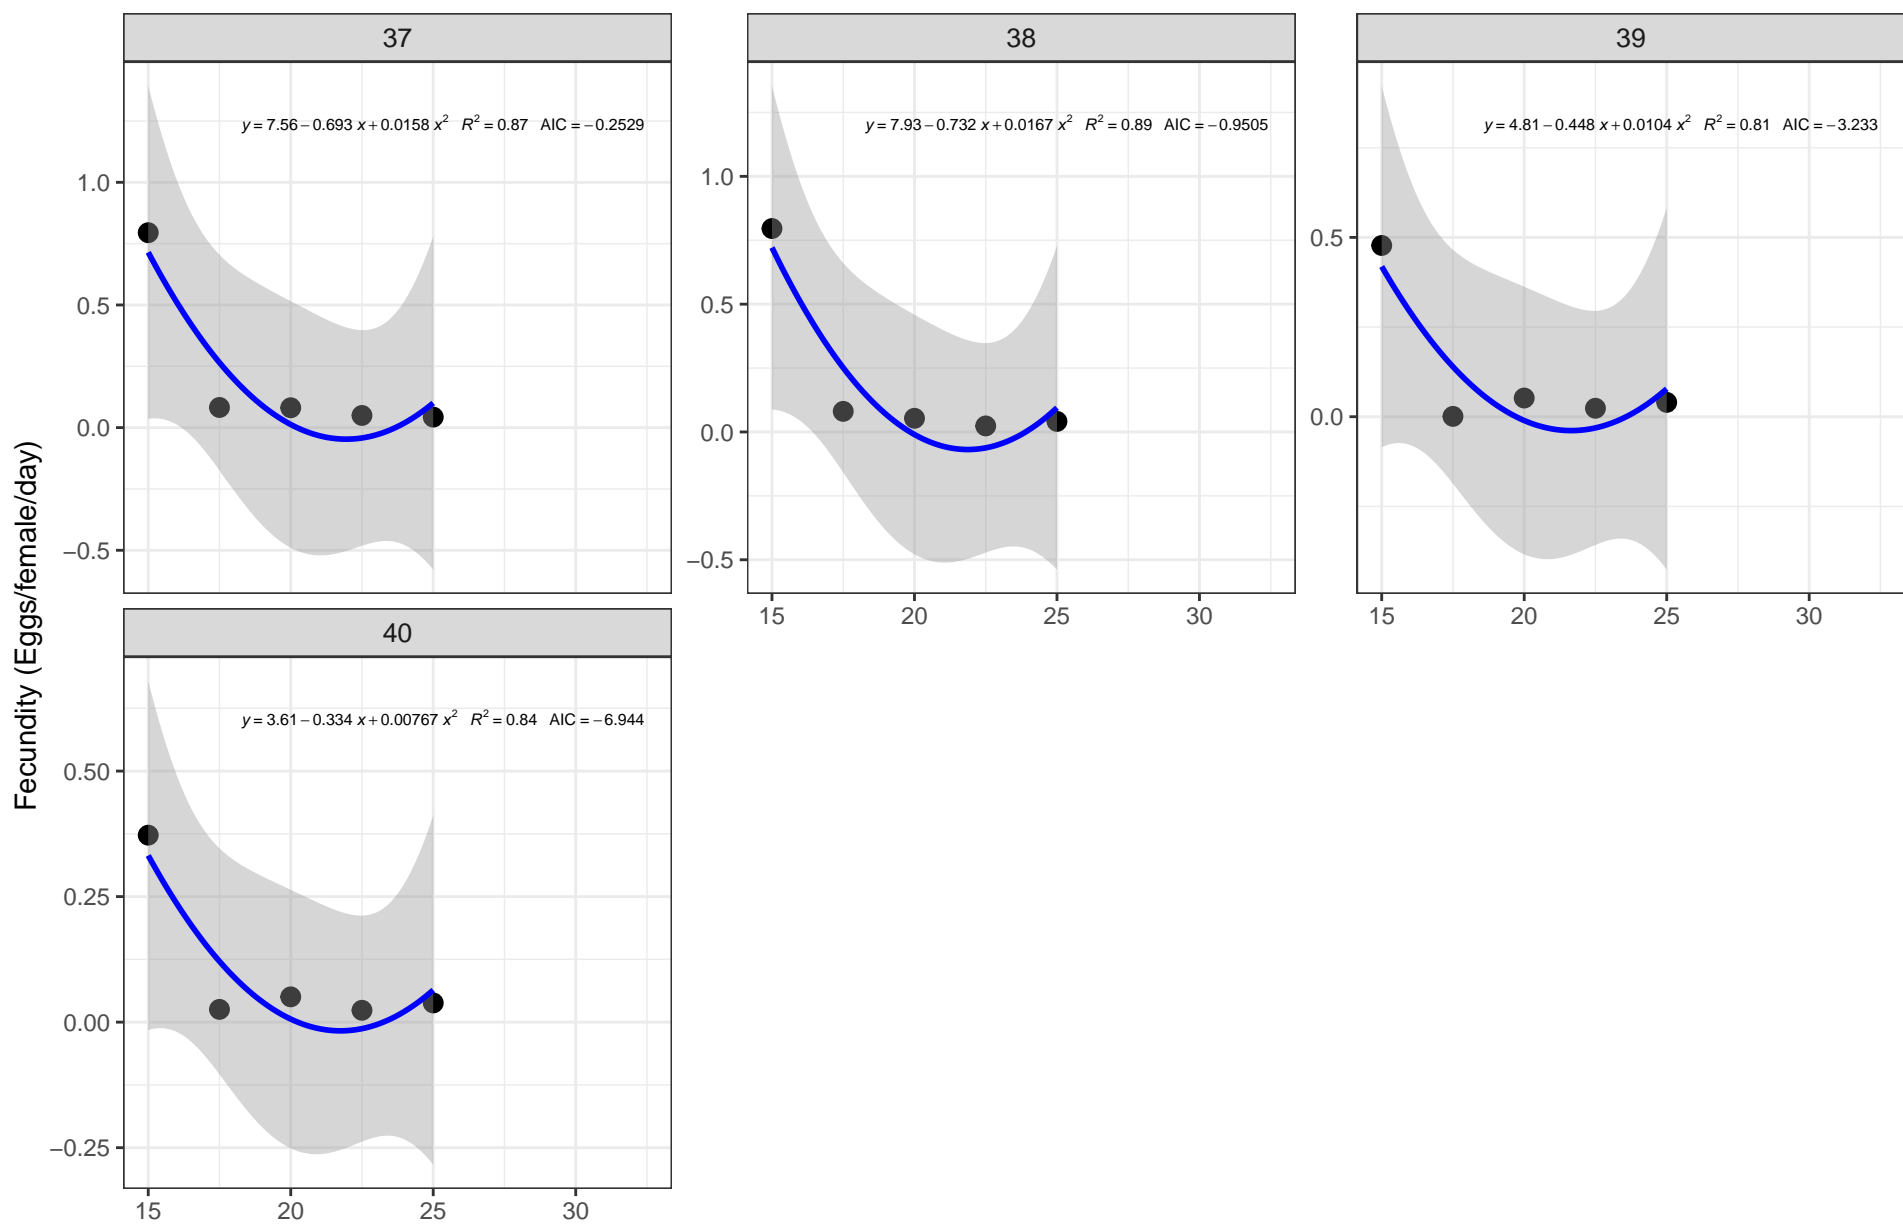 37
38
39
y = 7.56 − 0.693 x + 0.0158 x² R² = 0.87 AIC = −0.2529
y = 7.93 − 0.732 x + 0.0167 x² R² = 0.89 AIC = −0.9505
y = 4.81 − 0.448 x + 0.0104 x² R² = 0.81 AIC = −3.233
1.0
0.5
0.0
−0.5
1.0
0.5
0.0
−0.5
0.5
0.0
15 20 25 30
15 20 25 30
Fecundity (Eggs/female/day)
40
y = 3.61 − 0.334 x + 0.00767 x² R² = 0.84 AIC = −6.944
0.50
0.25
0.00
−0.25
15 20 25 30